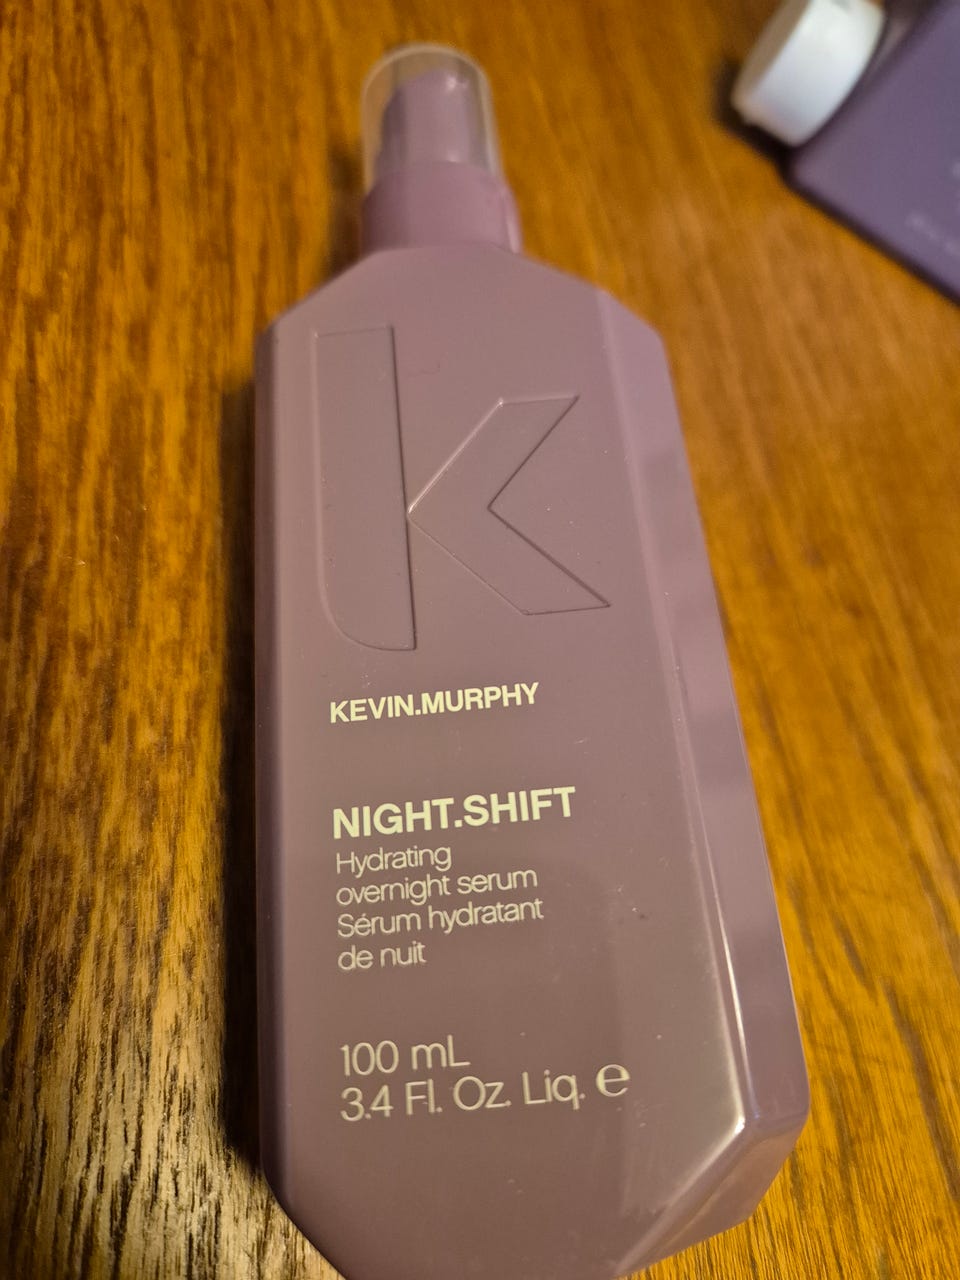 K
KEVIN.MURPHY
NIGHT.SHIFT
Hydrating
overnight serum
Sérum hydratant
de nuit
100 mL
3.4 Fl. Oz. Liq. ℮